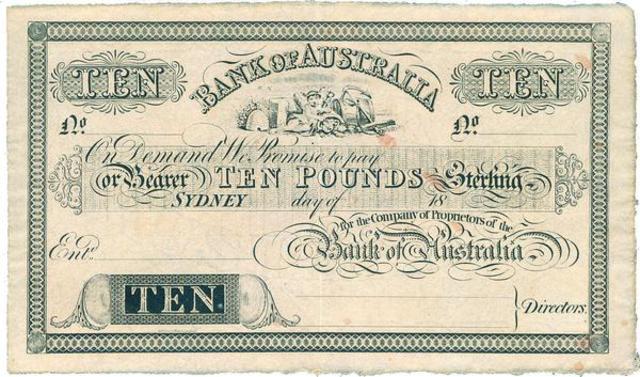 BANK OF AUSTRALIA
TEN TEN
No. No.
On Demand We Promise to pay
or Bearer TEN POUNDS Sterling
SYDNEY day of 18
for the Company of Proprietors of the
Ent. Bank of Australia
TEN.
Directors.